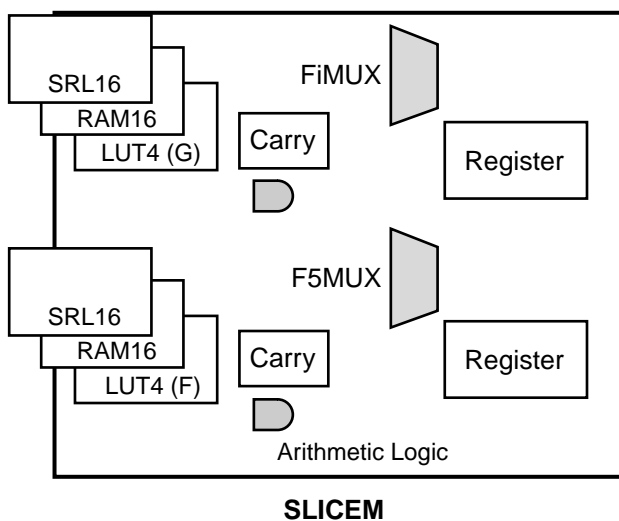 SRL16
RAM16
LUT4 (G)
Carry
FiMUX
Register
SRL16
RAM16
LUT4 (F)
Carry
F5MUX
Register
Arithmetic Logic
SLICEM